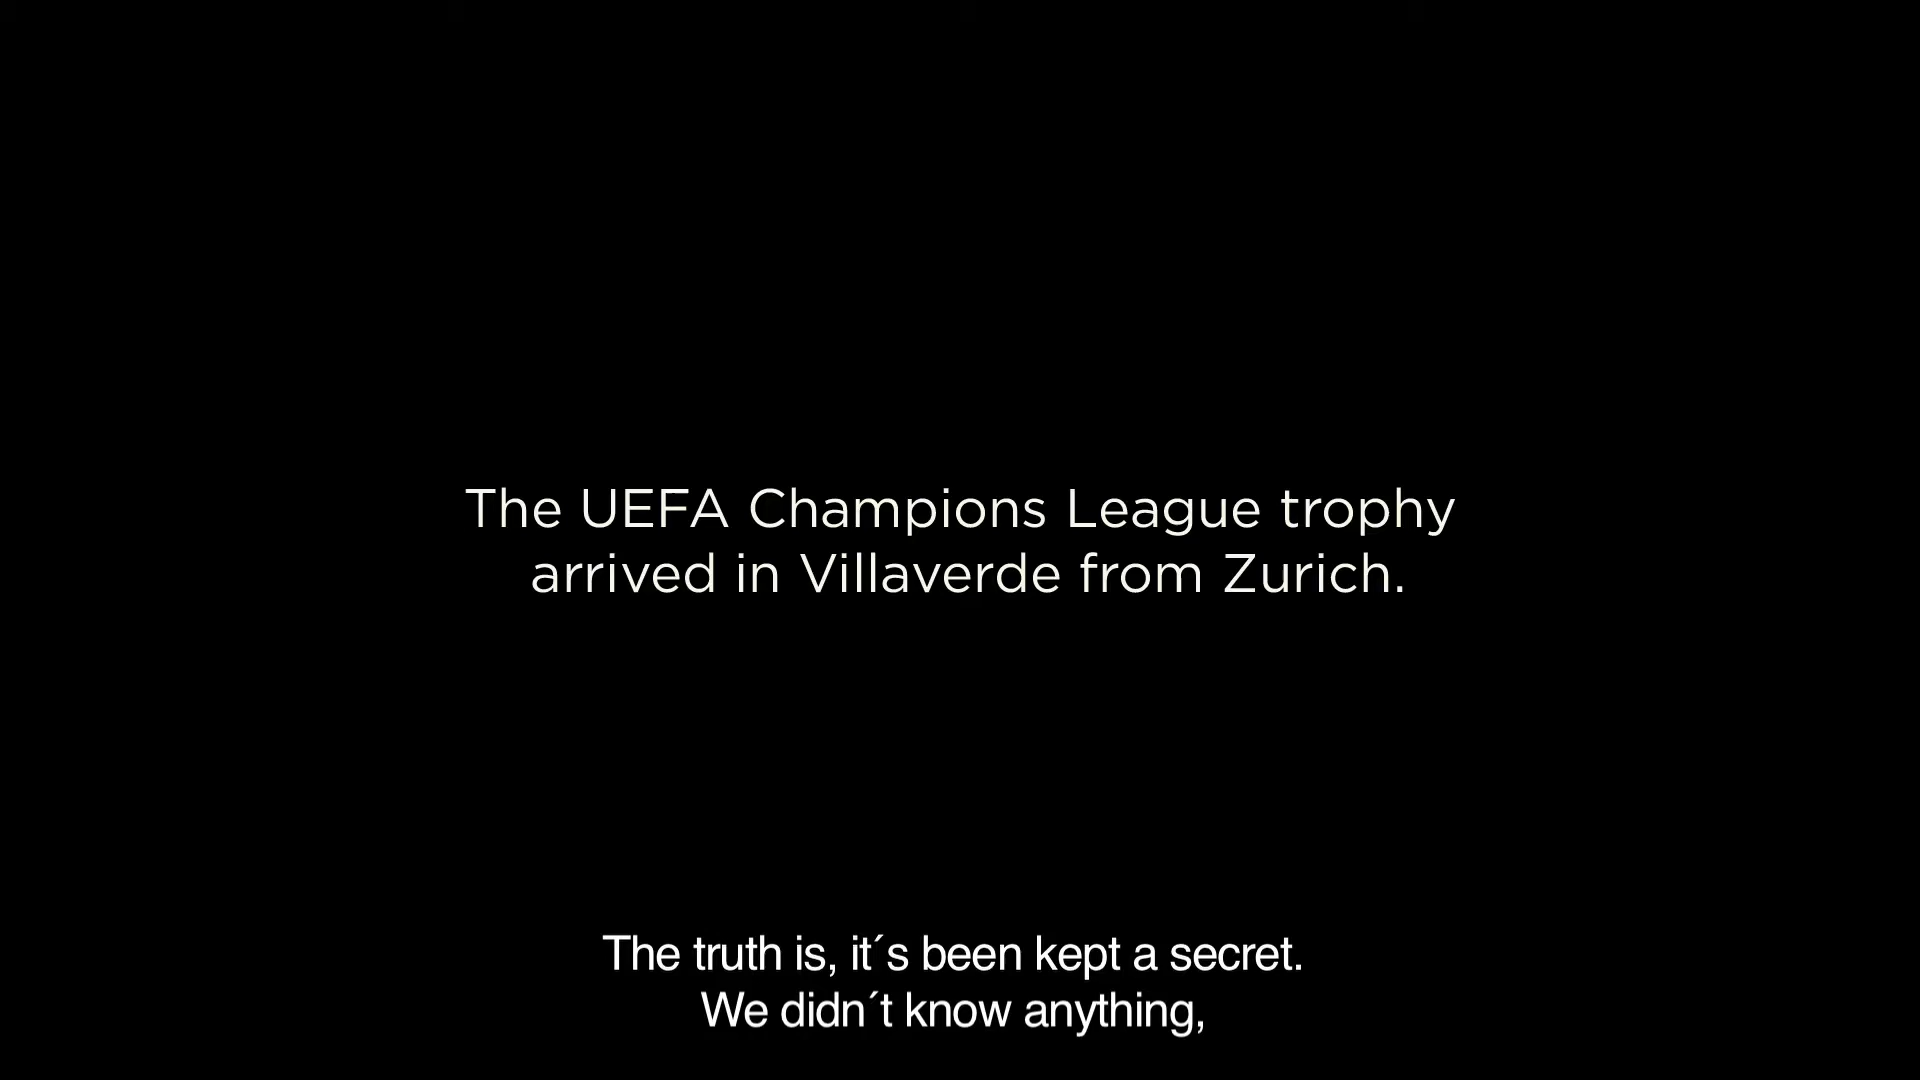 The UEFA Champions League trophy
arrived in Villaverde from Zurich.
The truth is, it´s been kept a secret.
We didn´t know anything,